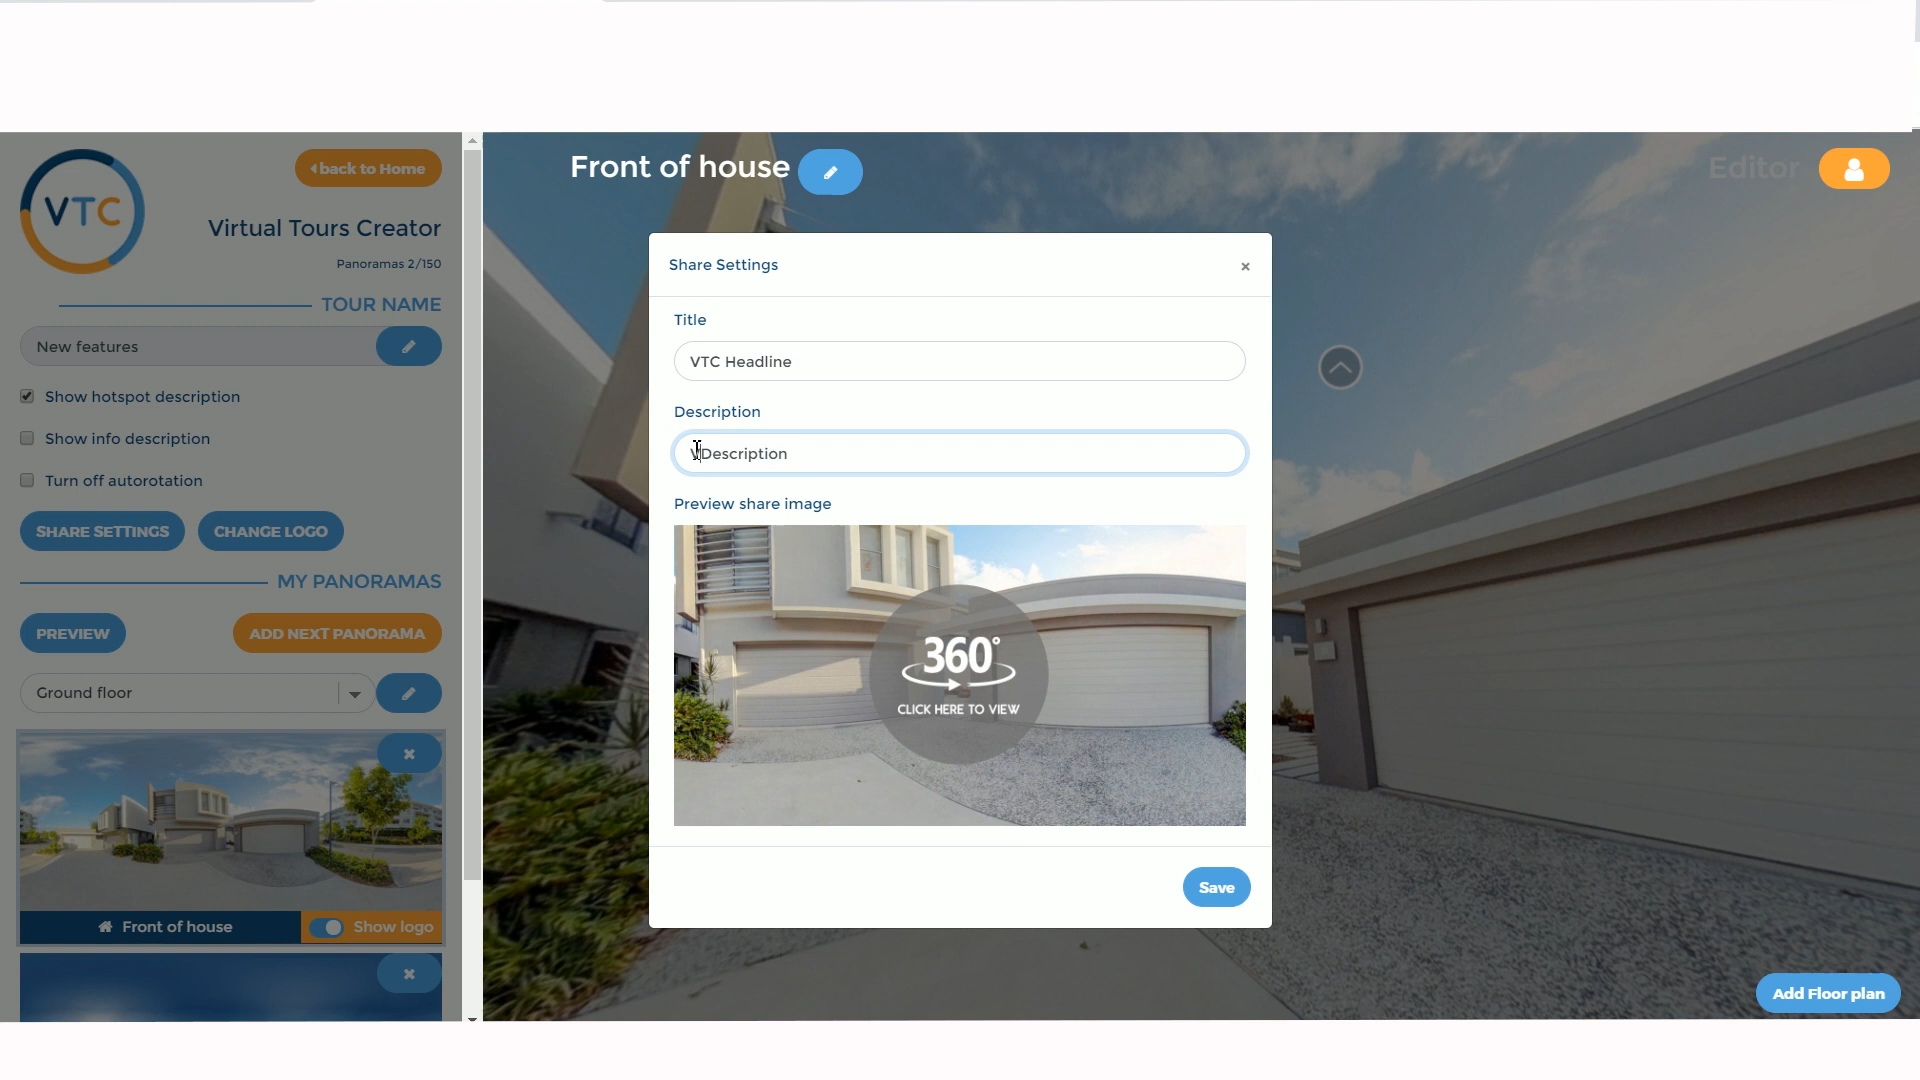 VTC
back to Home
Virtual Tours Creator
Panoramas 2/150
TOUR NAME
New features
Show hotspot description
Show info description
Turn off autorotation
SHARE SETTINGS
CHANGE LOGO
MY PANORAMAS
PREVIEW
ADD NEXT PANORAMA
Ground floor
Front of house
Show logo
Front of house
Editor
Share Settings
×
Title
VTC Headline
Description
VDescription
Preview share image
360°
CLICK HERE TO VIEW
Save
Add Floor plan